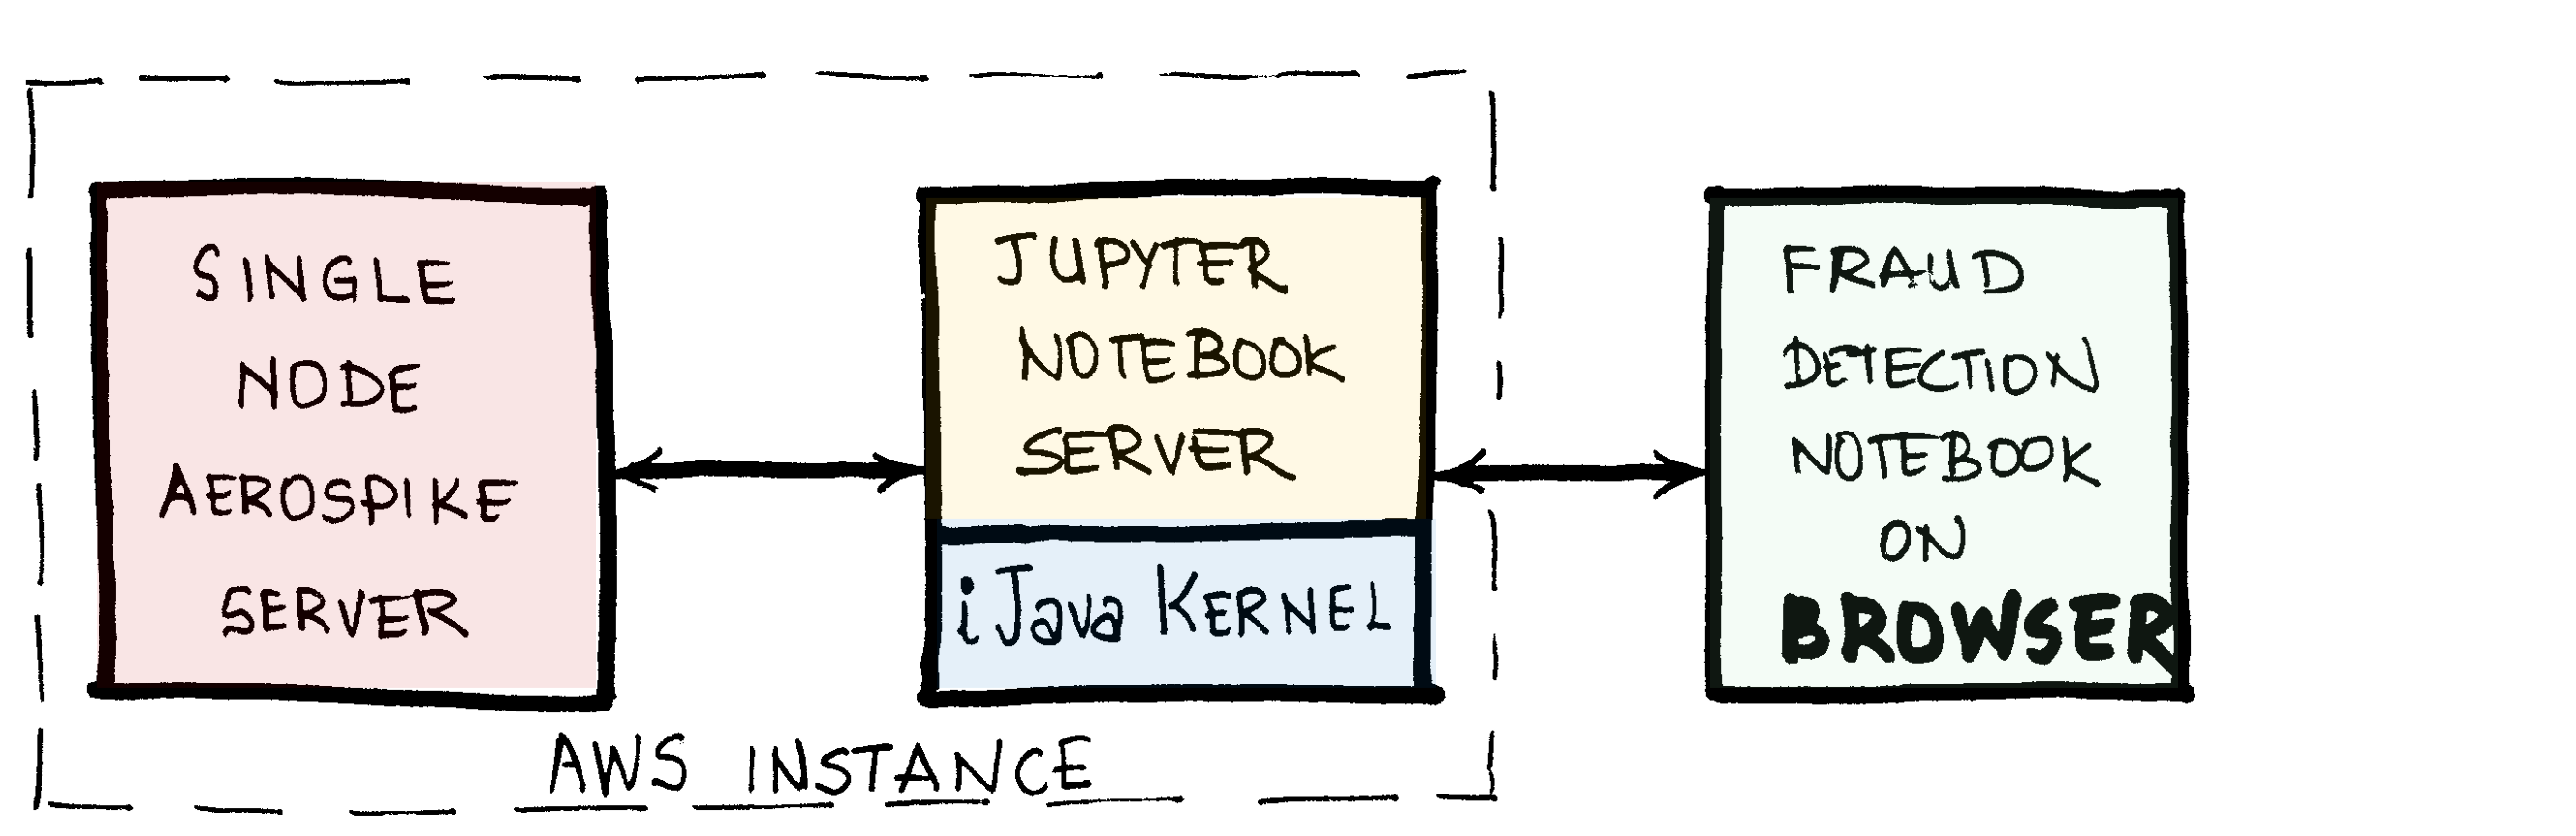 SINGLE
NODE
AEROSPIKE
SERVER
JUPYTER
NOTEBOOK
SERVER
iJava KERNEL
FRAUD
DETECTION
NOTEBOOK
ON
BROWSER
AWS INSTANCE